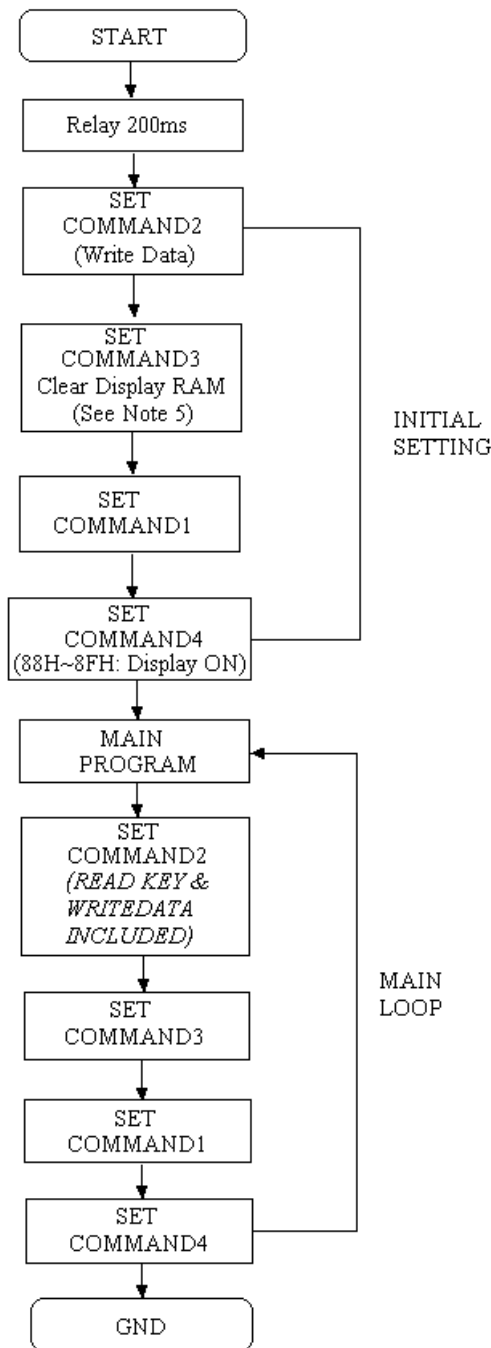 START
Relay 200ms
SET
COMMAND2
(Write Data)
SET
COMMAND3
Clear Display RAM
(See Note 5)
INITIAL
SETTING
SET
COMMAND1
SET
COMMAND4
(88H~8FH: Display ON)
MAIN
PROGRAM
SET
COMMAND2
(READ KEY &
WRITEDATA
INCLUDED)
MAIN
LOOP
SET
COMMAND3
SET
COMMAND1
SET
COMMAND4
GND